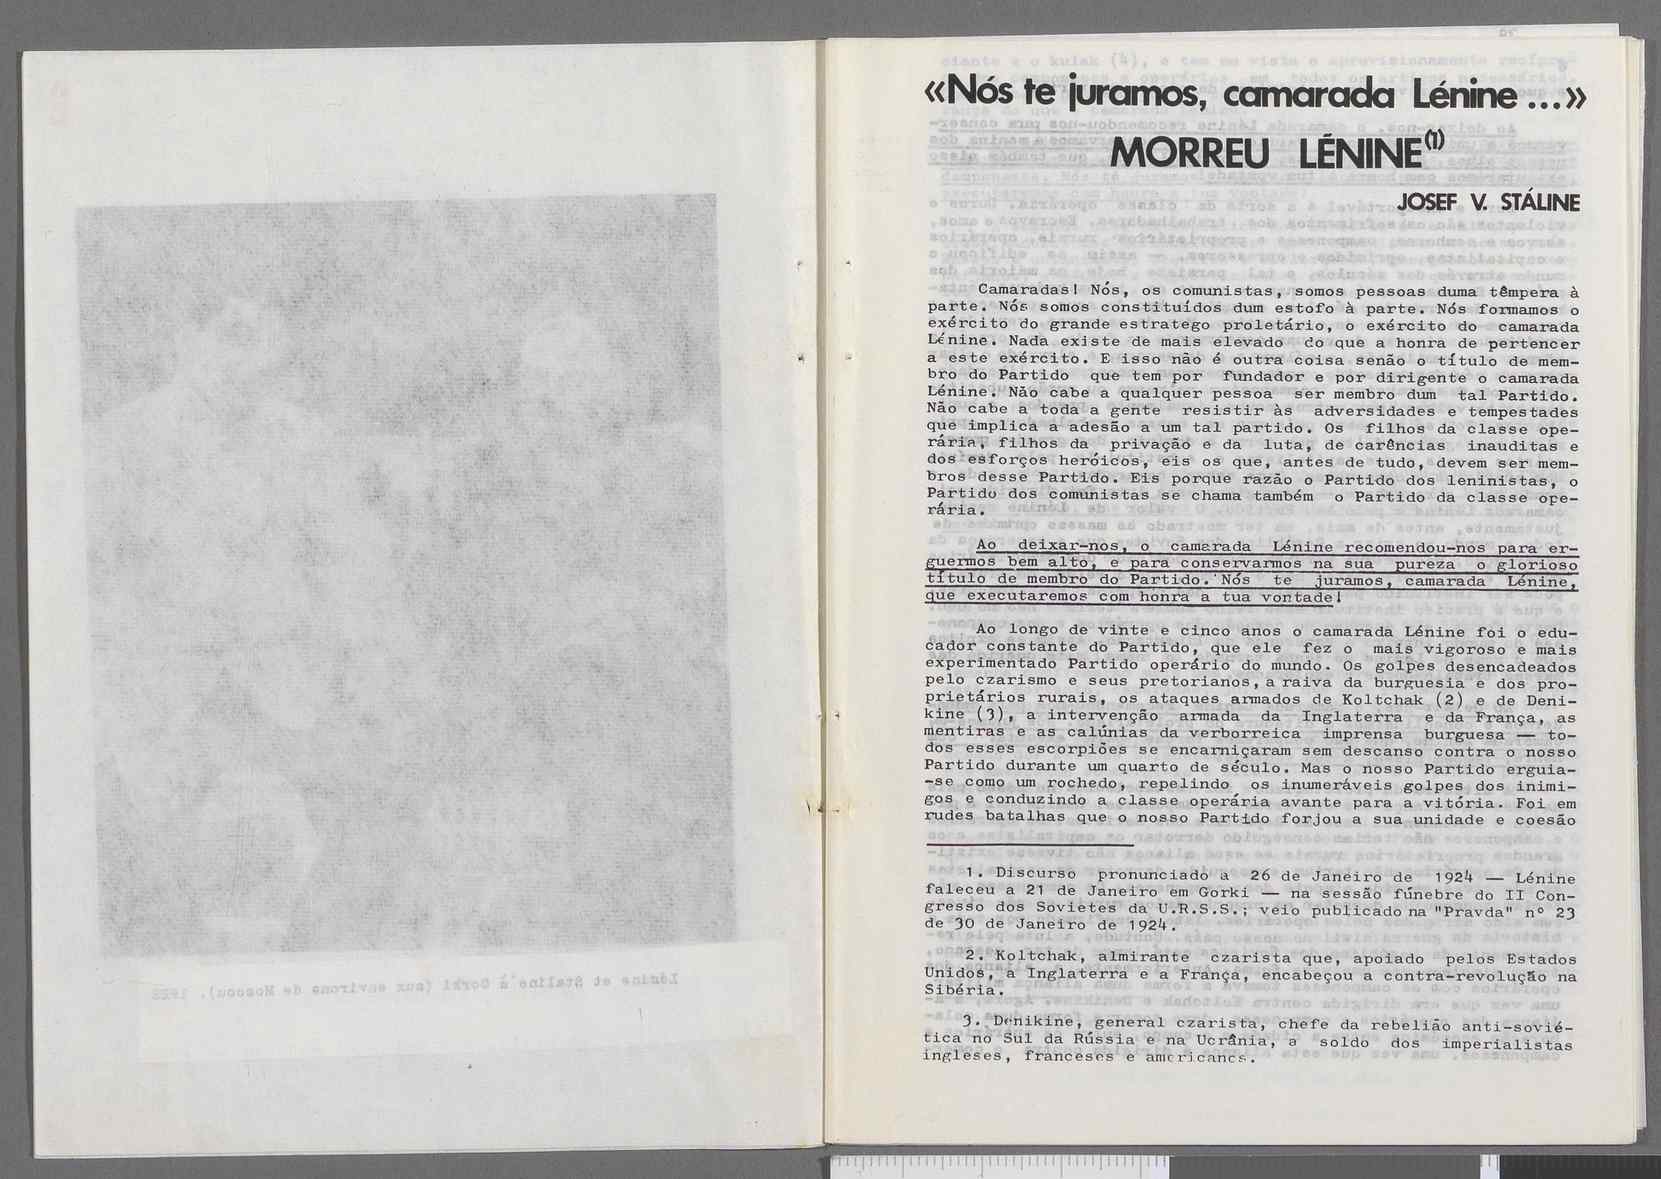 Lénine et Staline à Gorki (aux environs de Moscou). 1922
«Nós te juramos, camarada Lénine...»
MORREU LÉNINE(1)
JOSEF V. STÁLINE
Camaradas! Nós, os comunistas, somos pessoas duma têmpera à
parte. Nós somos constituídos dum estofo à parte. Nós formamos o
exército do grande estratego proletário, o exército do camarada
Lénine. Nada existe de mais elevado do que a honra de pertencer
a este exército. E isso não é outra coisa senão o título de mem-
bro do Partido que tem por fundador e por dirigente o camarada
Lénine. Não cabe a qualquer pessoa ser membro dum tal Partido.
Não cabe a toda a gente resistir às adversidades e tempestades
que implica a adesão a um tal partido. Os filhos da classe ope-
rária, filhos da privação e da luta, de carências inauditas e
dos esforços heróicos, eis os que, antes de tudo, devem ser mem-
bros desse Partido. Eis porque razão o Partido dos leninistas, o
Partido dos comunistas se chama também o Partido da classe ope-
rária.
Ao deixar-nos, o camarada Lénine recomendou-nos para er-
guermos bem alto, e para conservarmos na sua pureza o glorioso
título de membro do Partido. Nós te juramos, camarada Lénine,
que executaremos com honra a tua vontade!
Ao longo de vinte e cinco anos o camarada Lénine foi o edu-
cador constante do Partido, que ele fez o mais vigoroso e mais
experimentado Partido operário do mundo. Os golpes desencadeados
pelo czarismo e seus pretorianos, a raiva da burguesia e dos pro-
prietários rurais, os ataques armados de Koltchak (2) e de Deni-
kine (3), a intervenção armada da Inglaterra e da França, as
mentiras e as calúnias da verborreica imprensa burguesa — to-
dos esses escorpiões se encarniçaram sem descanso contra o nosso
Partido durante um quarto de século. Mas o nosso Partido erguia-
-se como um rochedo, repelindo os inumeráveis golpes dos inimi-
gos e conduzindo a classe operária avante para a vitória. Foi em
rudes batalhas que o nosso Partido forjou a sua unidade e coesão
1. Discurso pronunciado a 26 de Janeiro de 1924 — Lénine
faleceu a 21 de Janeiro em Gorki — na sessão fúnebre do II Con-
gresso dos Sovietes da U.R.S.S.; veio publicado na "Pravda" nº 23
de 30 de Janeiro de 1924.
2. Koltchak, almirante czarista que, apoiado pelos Estados
Unidos, a Inglaterra e a França, encabeçou a contra-revolução na
Sibéria.
3. Denikine, general czarista, chefe da rebelião anti-sovié-
tica no Sul da Rússia e na Ucrânia, a soldo dos imperialistas
ingleses, franceses e americanos.